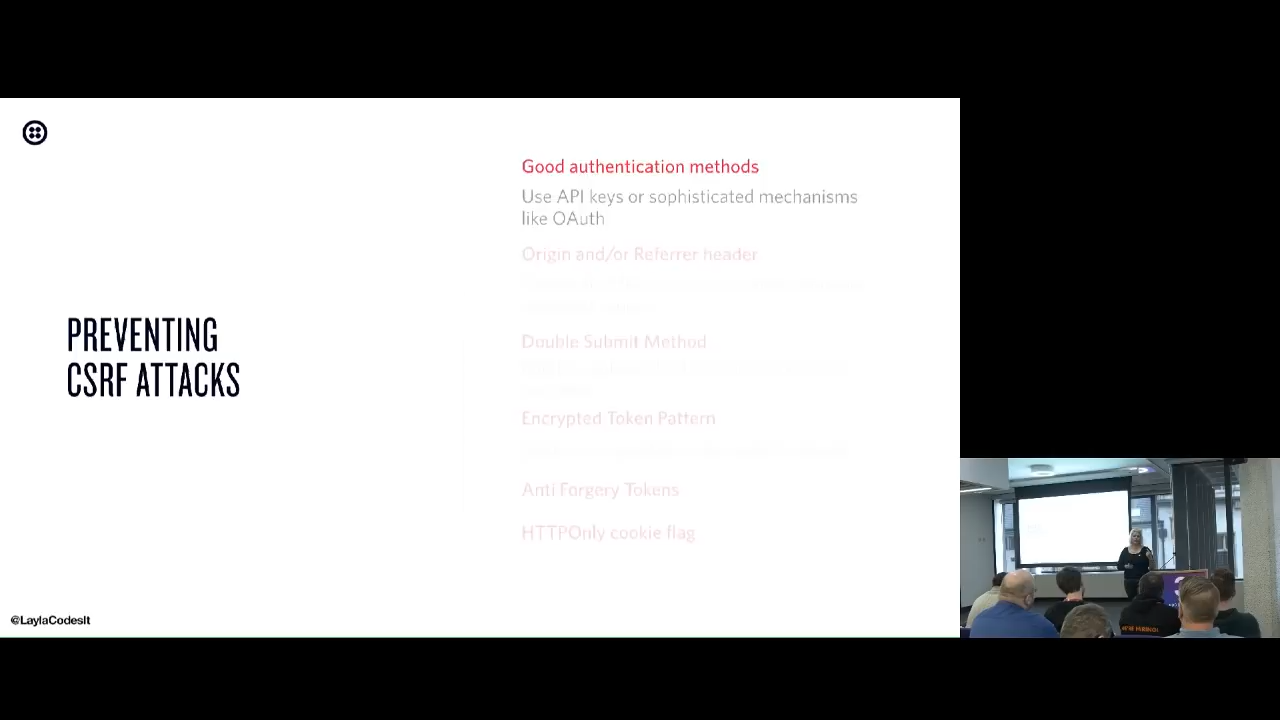 PREVENTING
CSRF ATTACKS
Good authentication methods
Use API keys or sophisticated mechanisms
like OAuth
Origin and/or Referrer header
Double Submit Method
Encrypted Token Pattern
Anti Forgery Tokens
HTTPOnly cookie flag
@LaylaCodesIt